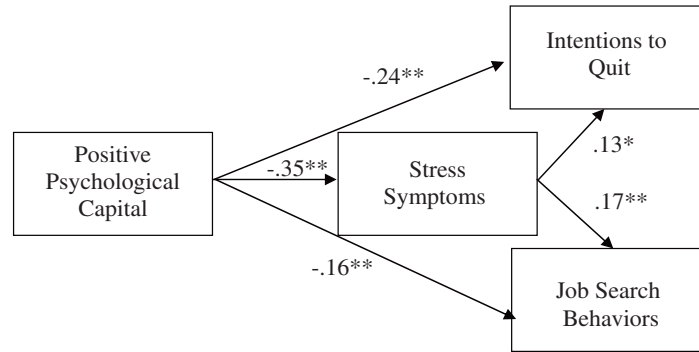 Intentions to
Quit
-.24**
Positive
Psychological
Capital
-.35**
Stress
Symptoms
.13*
.17**
-.16**
Job Search
Behaviors